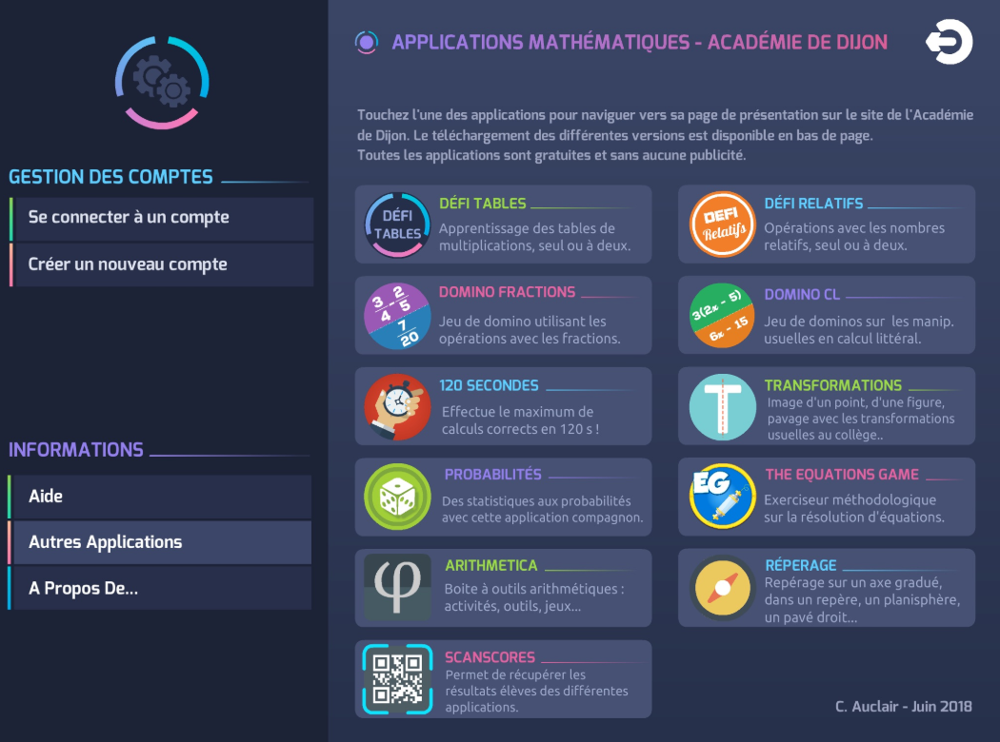 GESTION DES COMPTES
Se connecter à un compte
Créer un nouveau compte
INFORMATIONS
Aide
Autres Applications
A Propos De...
APPLICATIONS MATHÉMATIQUES - ACADÉMIE DE DIJON
Touchez l'une des applications pour naviguer vers sa page de présentation sur le site de l'Académie
de Dijon. Le téléchargement des différentes versions est disponible en bas de page.
Toutes les applications sont gratuites et sans aucune publicité.
DÉFI
TABLES
DÉFI TABLES
Apprentissage des tables de
multiplications, seul ou à deux.
DEFI
Relatifs
DÉFI RELATIFS
Opérations avec les nombres
relatifs, seul ou à deux.
3/4 - 2/5
7/20
DOMINO FRACTIONS
Jeu de domino utilisant les
opérations avec les fractions.
3(2x - 5)
6x - 15
DOMINO CL
Jeu de dominos sur les manip.
usuelles en calcul littéral.
120 SECONDES
Effectue le maximum de
calculs corrects en 120 s !
T
TRANSFORMATIONS
Image d'un point, d'une figure,
pavage avec les transformations
usuelles au collège..
PROBABILITÉS
Des statistiques aux probabilités
avec cette application compagnon.
EG
THE EQUATIONS GAME
Exerciseur méthodologique
sur la résolution d'équations.
φ
ARITHMETICA
Boite à outils arithmétiques :
activités, outils, jeux...
RÉPERAGE
Repérage sur un axe gradué,
dans un repère, un planisphère,
un pavé droit...
SCANSCORES
Permet de récupérer les
résultats élèves des différentes
applications.
C. Auclair - Juin 2018